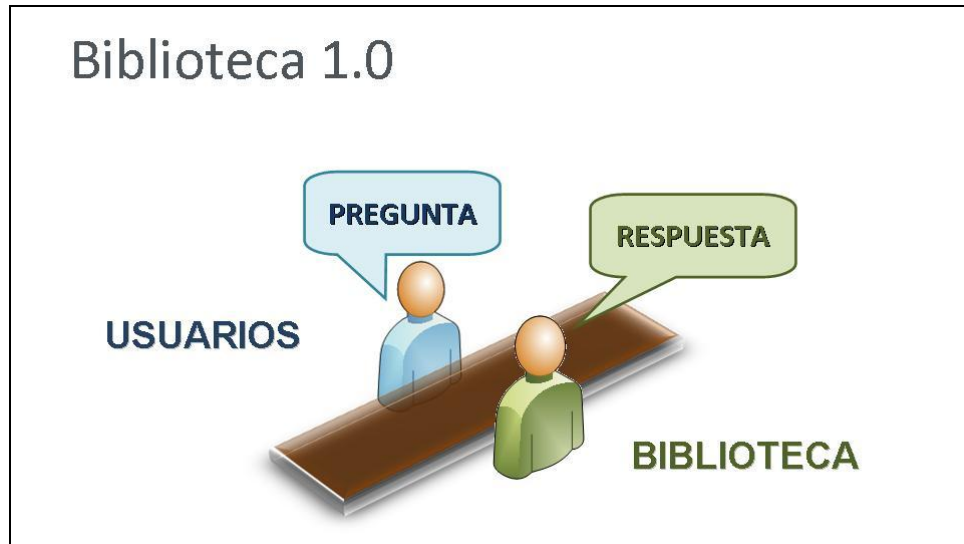 Biblioteca 1.0
PREGUNTA
RESPUESTA
USUARIOS
BIBLIOTECA